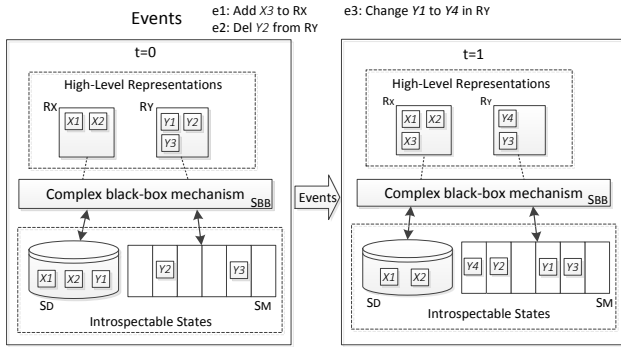 Events
e1: Add X3 to RX
e2: Del Y2 from RY
e3: Change Y1 to Y4 in RY
t=0
High-Level Representations
RX
X1 X2
RY
Y1 Y2
Y3
Complex black-box mechanism
SBB
X1 X2 Y1
SD
Y2 Y3
SM
Introspectable States
Events
t=1
High-Level Representations
RX
X1 X2
X3
RY
Y4
Y3
Complex black-box mechanism
SBB
X1 X2
SD
Y4 Y2 Y1 Y3
SM
Introspectable States